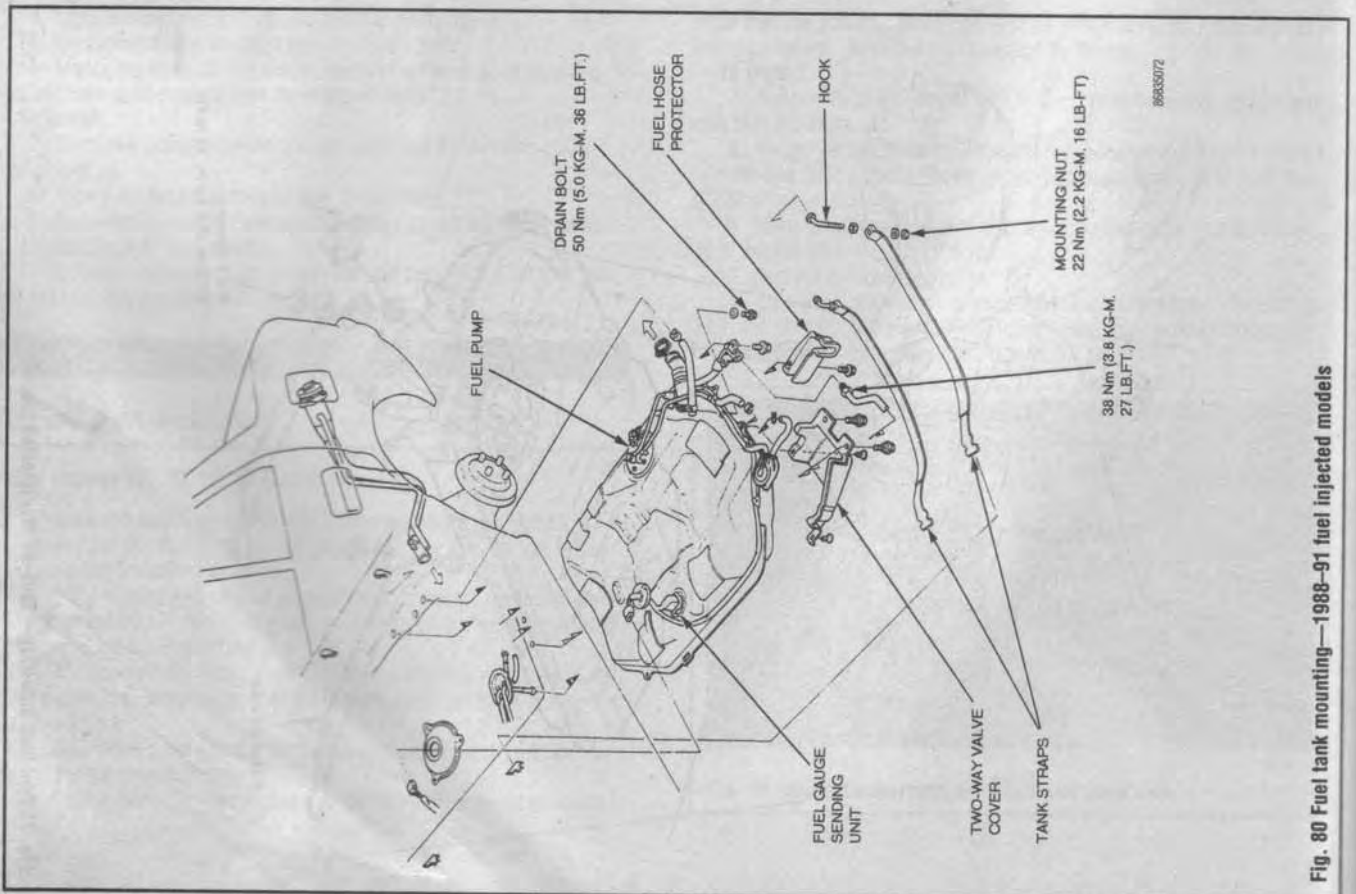 DRAIN BOLT
50 Nm (5.0 KG-M, 36 LB.FT.)
FUEL HOSE
PROTECTOR
HOOK
86835072
FUEL PUMP
MOUNTING NUT
22 Nm (2.2 KG-M, 16 LB-FT)
38 Nm (3.8 KG-M,
27 LB.FT.)
FUEL GAUGE
SENDING
UNIT
TWO-WAY VALVE
COVER
TANK STRAPS
Fig. 80 Fuel tank mounting—1988–91 fuel injected models